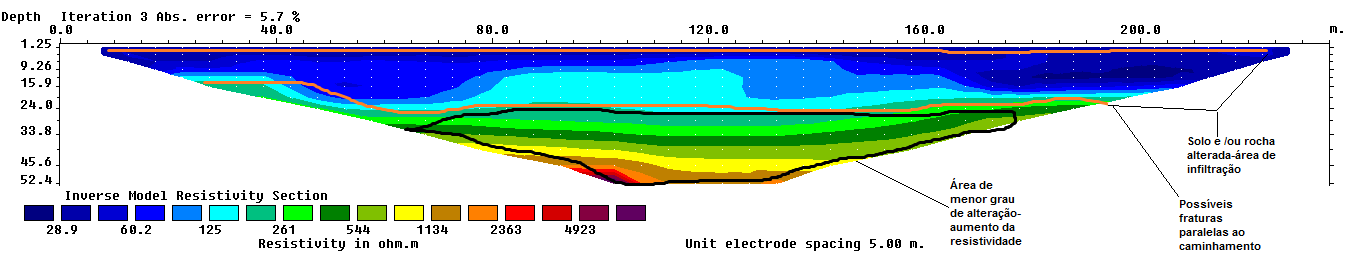 Depth Iteration 3 Abs. error = 5.7 %
0.0 40.0 80.0 120.0 160.0 200.0 m.
1.25
9.26
15.9
24.0
33.8
45.6
52.4
Solo e /ou rocha
alterada-área de
infiltração
Área de
menor grau
de alteração-
aumento da
resistividade
Possíveis
fraturas
paralelas ao
caminhamento
Inverse Model Resistivity Section
28.9 60.2 125 261 544 1134 2363 4923
Resistivity in ohm.m
Unit electrode spacing 5.00 m.